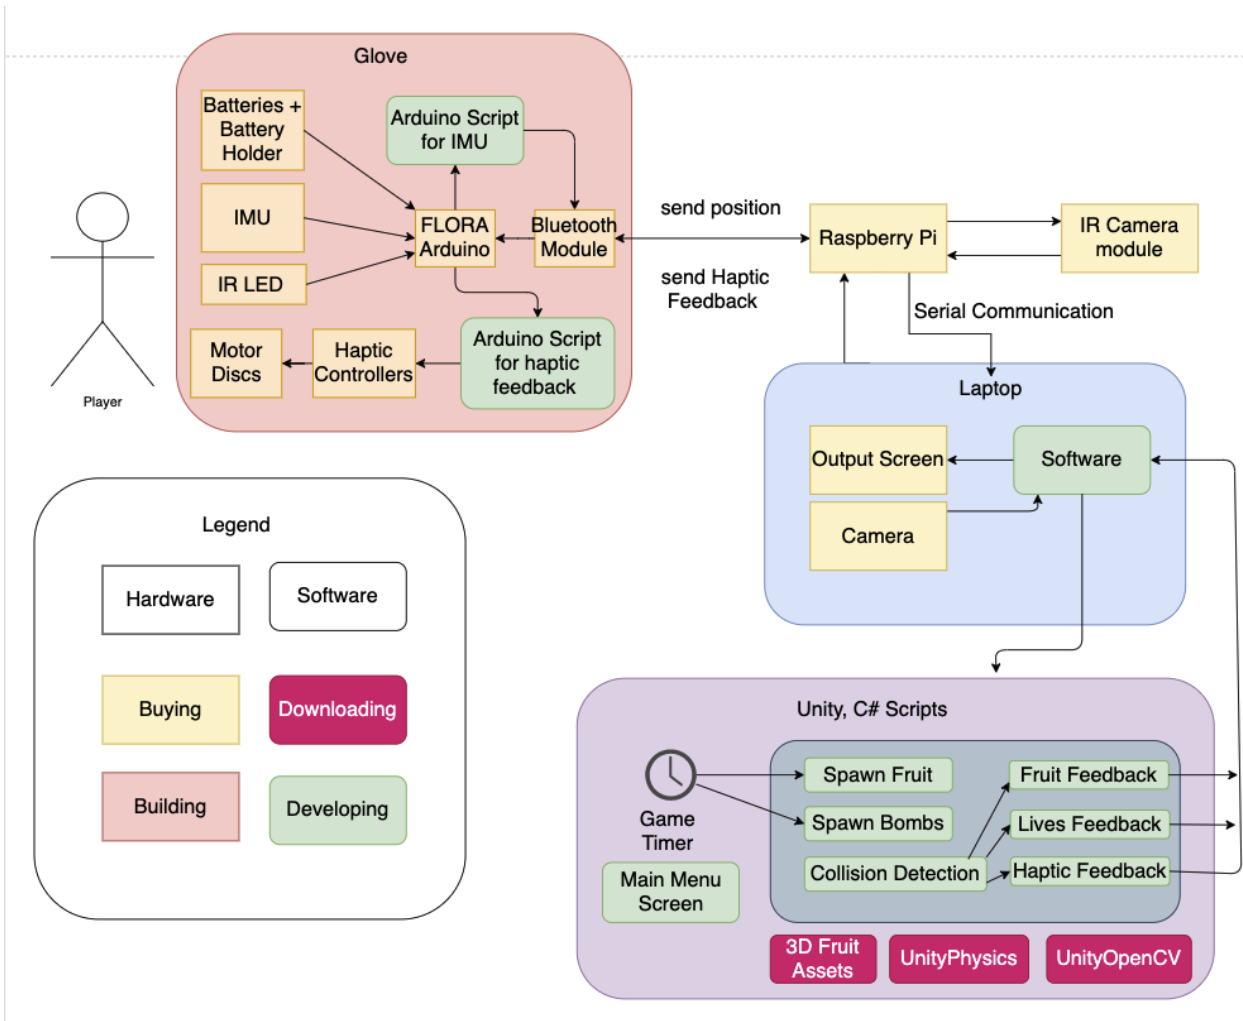 Glove
Batteries +
Battery
Holder
Arduino Script
for IMU
IMU
FLORA
Arduino
Bluetooth
Module
IR LED
Motor
Discs
Haptic
Controllers
Arduino Script
for haptic
feedback
Player
send position
send Haptic
Feedback
Raspberry Pi
IR Camera
module
Serial Communication
Laptop
Output Screen
Software
Camera
Legend
Hardware
Software
Buying
Downloading
Building
Developing
Unity, C# Scripts
Game
Timer
Spawn Fruit
Spawn Bombs
Collision Detection
Fruit Feedback
Lives Feedback
Haptic Feedback
Main Menu
Screen
3D Fruit
Assets
UnityPhysics
UnityOpenCV